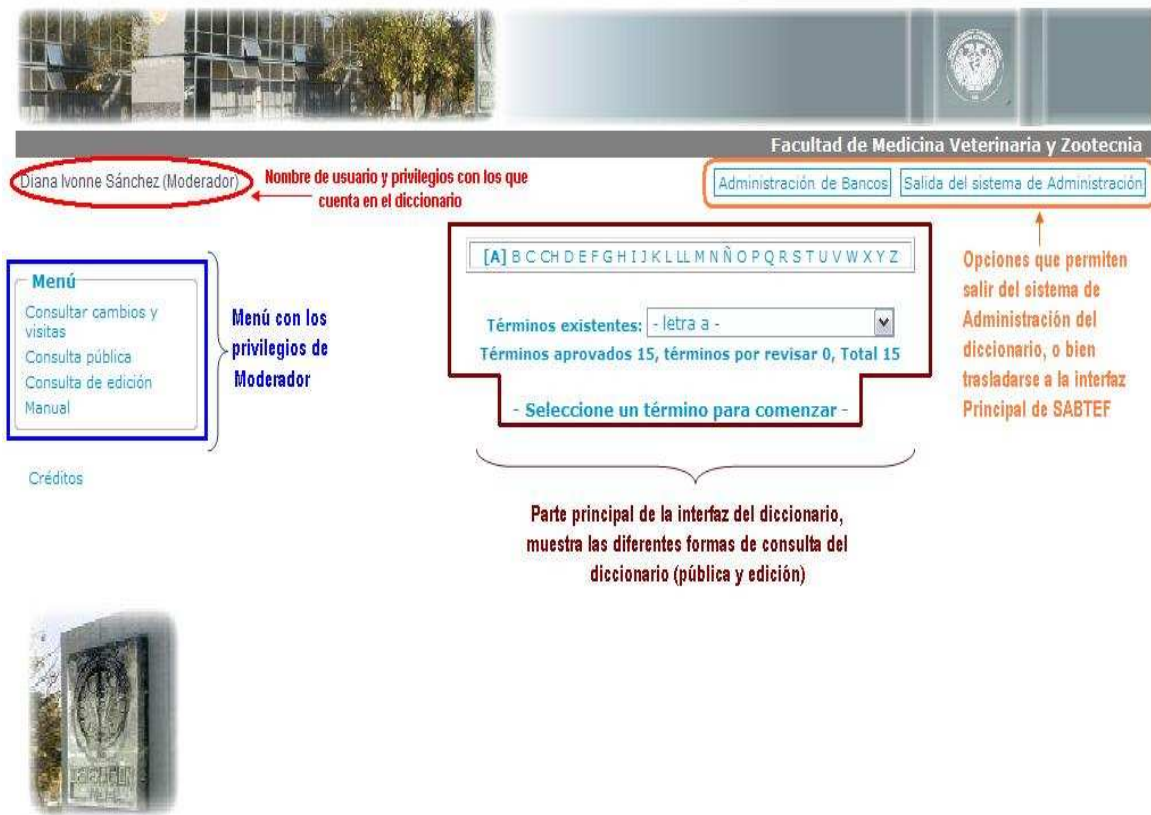 Facultad de Medicina Veterinaria y Zootecnia
Diana Ivonne Sánchez (Moderador)
Nombre de usuario y privilegios con los que
cuenta en el diccionario
Administración de Bancos
Salida del sistema de Administración
Menú
Consultar cambios y
visitas
Consulta pública
Consulta de edición
Manual
Menú con los
privilegios de
Moderador
[A] B C CH D E F G H I J K L LL M N Ñ O P Q R S T U V W X Y Z
Términos existentes: - letra a -
Términos aprobados 15, términos por revisar 0, Total 15
- Seleccione un término para comenzar -
Opciones que permiten
salir del sistema de
Administración del
diccionario, o bien
trasladarse a la interfaz
Principal de SABTEF
Créditos
Parte principal de la interfaz del diccionario,
muestra las diferentes formas de consulta del
diccionario (pública y edición)